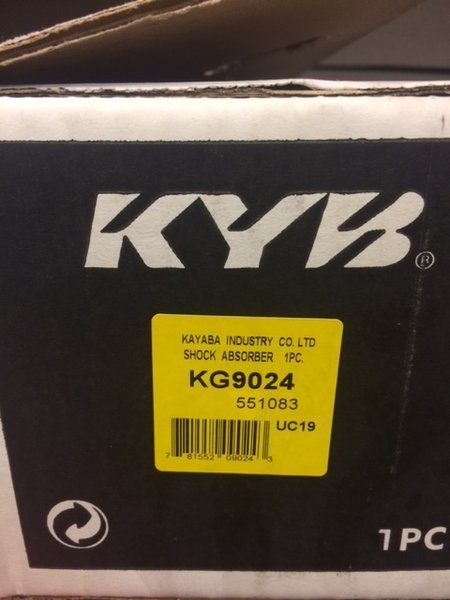 KYB®
KAYABA INDUSTRY CO. LTD
SHOCK ABSORBER 1PC.
KG9024
551083
UC19
7 81552 09024 3
1PC